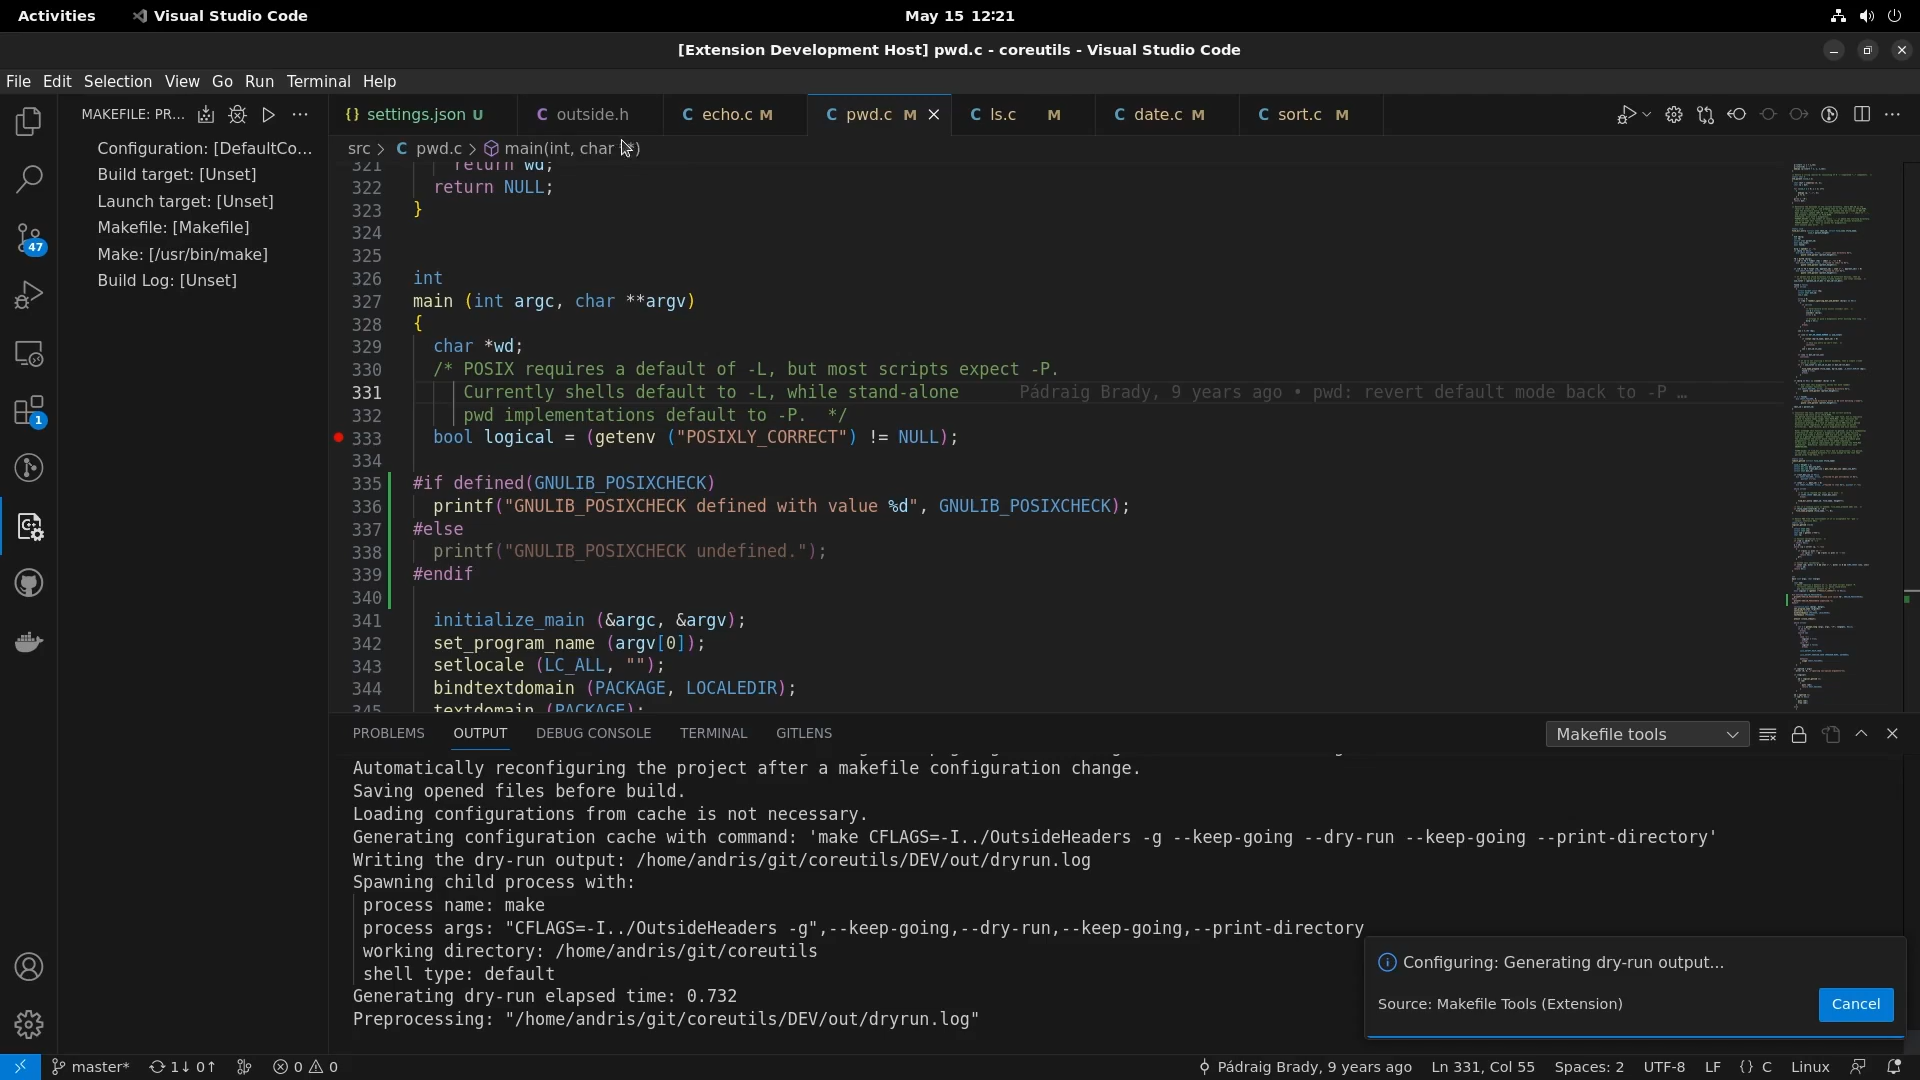 Activities
Visual Studio Code
May 15 12:21
[Extension Development Host] pwd.c - coreutils - Visual Studio Code
File Edit Selection View Go Run Terminal Help
MAKEFILE: PR...
Configuration: [DefaultCo...
Build target: [Unset]
Launch target: [Unset]
Makefile: [Makefile]
Make: [/usr/bin/make]
Build Log: [Unset]
47
1
{} settings.json U
C outside.h
C echo.c M
C pwd.c M
C ls.c M
C date.c M
C sort.c M
src > C pwd.c > main(int, char **)
321 return wd;
322 return NULL;
323 }
324
325
326 int
327 main (int argc, char **argv)
328 {
329 char *wd;
330 /* POSIX requires a default of -L, but most scripts expect -P.
331 Currently shells default to -L, while stand-alone Pádraig Brady, 9 years ago • pwd: revert default mode back to -P …
332 pwd implementations default to -P.  */
333 bool logical = (getenv ("POSIXLY_CORRECT") != NULL);
334
335 #if defined(GNULIB_POSIXCHECK)
336 printf("GNULIB_POSIXCHECK defined with value %d", GNULIB_POSIXCHECK);
337 #else
338 printf("GNULIB_POSIXCHECK undefined.");
339 #endif
340
341 initialize_main (&argc, &argv);
342 set_program_name (argv[0]);
343 setlocale (LC_ALL, "");
344 bindtextdomain (PACKAGE, LOCALEDIR);
345 textdomain (PACKAGE);
PROBLEMS OUTPUT DEBUG CONSOLE TERMINAL GITLENS
Makefile tools
Automatically reconfiguring the project after a makefile configuration change.
Saving opened files before build.
Loading configurations from cache is not necessary.
Generating configuration cache with command: 'make CFLAGS=-I../OutsideHeaders -g --keep-going --dry-run --keep-going --print-directory'
Writing the dry-run output: /home/andris/git/coreutils/DEV/out/dryrun.log
Spawning child process with:
process name: make
process args: "CFLAGS=-I../OutsideHeaders -g",--keep-going,--dry-run,--keep-going,--print-directory
working directory: /home/andris/git/coreutils
shell type: default
Generating dry-run elapsed time: 0.732
Preprocessing: "/home/andris/git/coreutils/DEV/out/dryrun.log"
Configuring: Generating dry-run output...
Source: Makefile Tools (Extension)
Cancel
master* 1↓ 0↑ 0 0
Pádraig Brady, 9 years ago Ln 331, Col 55 Spaces: 2 UTF-8 LF {} C Linux